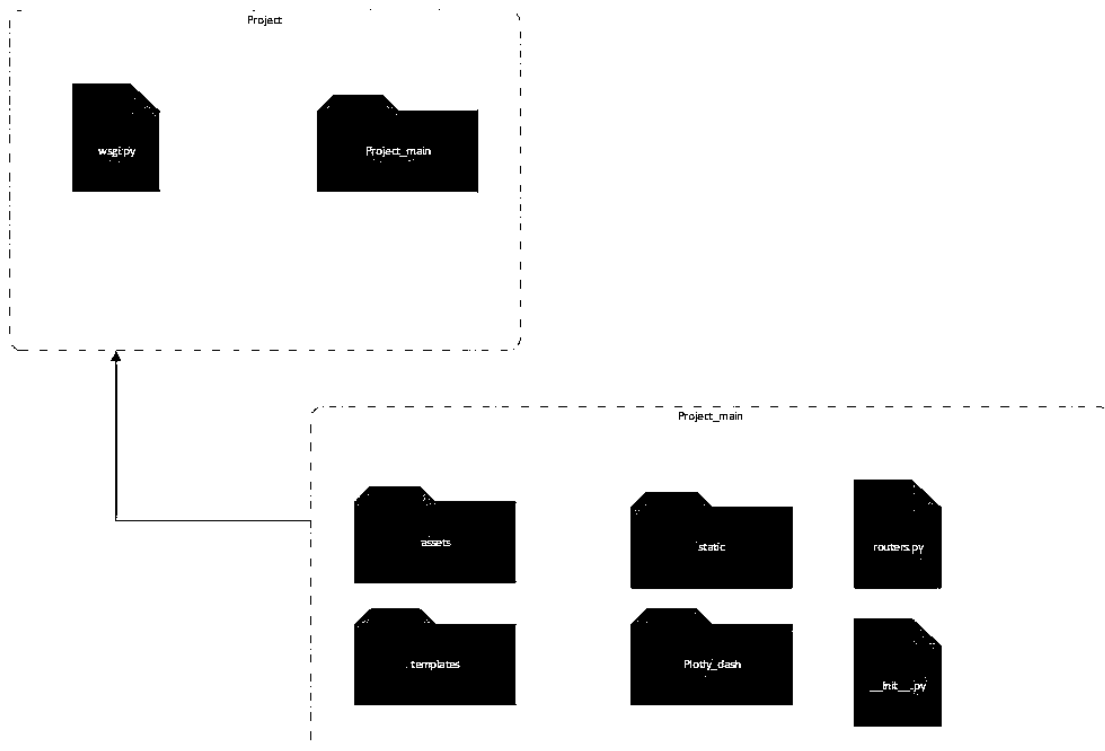 Project
wsgi.py
Project_main
Project_main
assets
static
routers.py
templates
Plotly_dash
__Init__.py